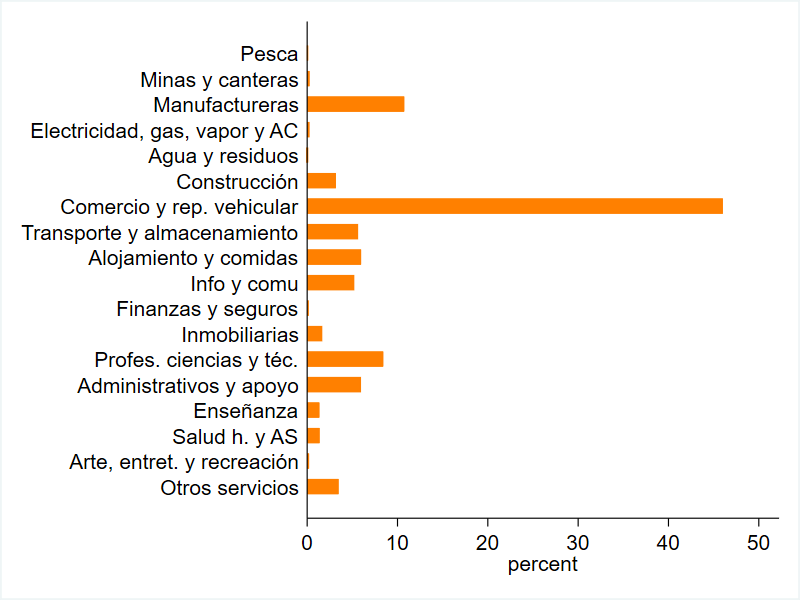 Pesca
Minas y canteras
Manufactureras
Electricidad, gas, vapor y AC
Agua y residuos
Construcción
Comercio y rep. vehicular
Transporte y almacenamiento
Alojamiento y comidas
Info y comu
Finanzas y seguros
Inmobiliarias
Profes. ciencias y téc.
Administrativos y apoyo
Enseñanza
Salud h. y AS
Arte, entret. y recreación
Otros servicios
0 10 20 30 40 50
percent